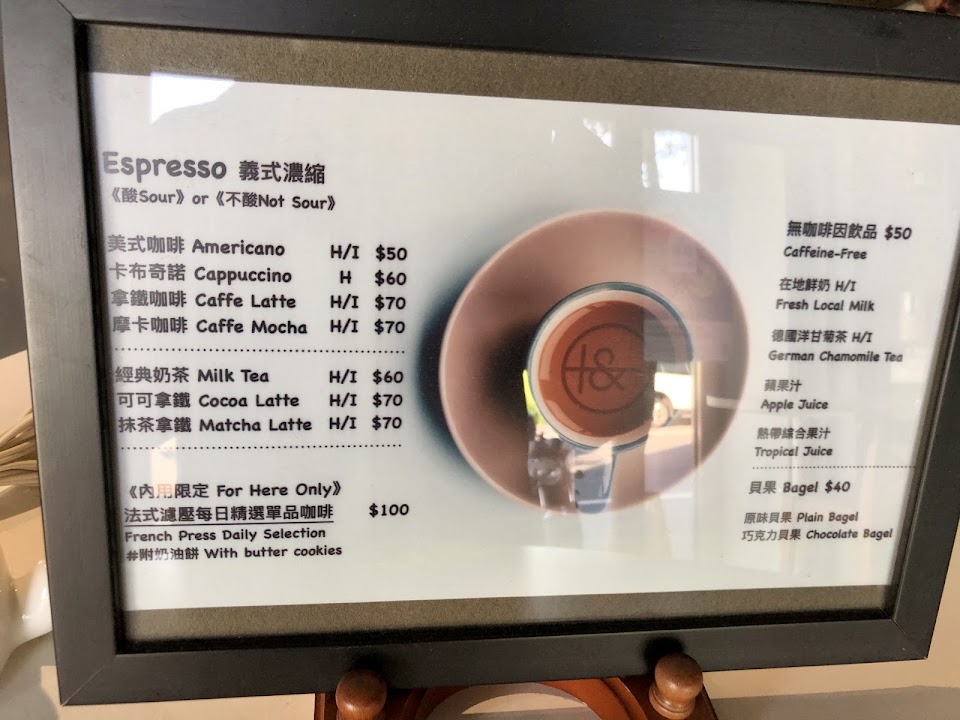 Espresso 義式濃縮
《酸Sour》or《不酸Not Sour》
美式咖啡 Americano H/I $50
卡布奇諾 Cappuccino H $60
拿鐵咖啡 Caffe Latte H/I $70
摩卡咖啡 Caffe Mocha H/I $70
經典奶茶 Milk Tea H/I $60
可可拿鐵 Cocoa Latte H/I $70
抹茶拿鐵 Matcha Latte H/I $70
《內用限定 For Here Only》
法式濾壓每日精選單品咖啡 $100
French Press Daily Selection
#附奶油餅 With butter cookies
&
無咖啡因飲品 $50
Caffeine-Free
在地鮮奶 H/I
Fresh Local Milk
德國洋甘菊茶 H/I
German Chamomile Tea
蘋果汁
Apple Juice
熱帶綜合果汁
Tropical Juice
貝果 Bagel $40
原味貝果 Plain Bagel
巧克力貝果 Chocolate Bagel